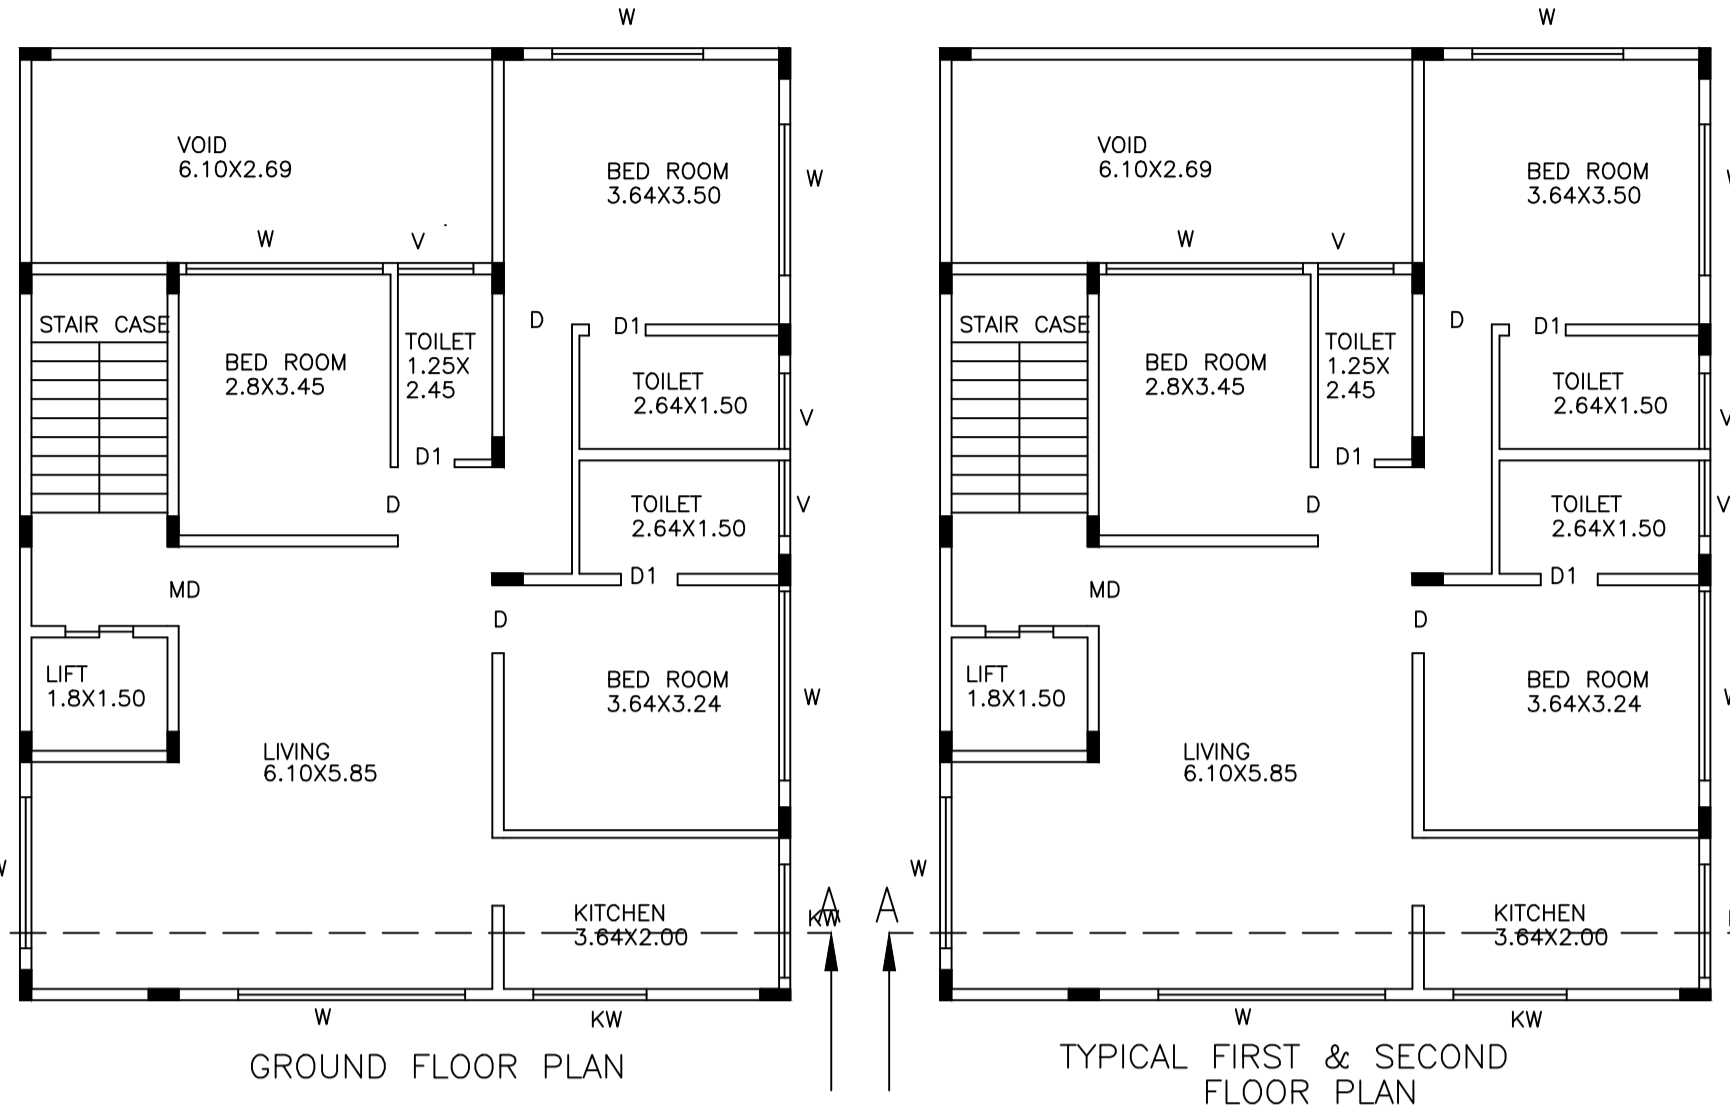 W
VOID
6.10X2.69
BED ROOM
3.64X3.50
W
W
V
STAIR CASE
D
D1
BED ROOM
2.8X3.45
TOILET
1.25X
2.45
TOILET
2.64X1.50
V
D1
D
TOILET
2.64X1.50
V
D1
MD
D
LIFT
1.8X1.50
BED ROOM
3.64X3.24
W
LIVING
6.10X5.85
W
KITCHEN
3.64X2.00
KW
A
W
KW
GROUND FLOOR PLAN
W
VOID
6.10X2.69
BED ROOM
3.64X3.50
W
W
V
STAIR CASE
D
D1
BED ROOM
2.8X3.45
TOILET
1.25X
2.45
TOILET
2.64X1.50
V
D1
D
TOILET
2.64X1.50
V
D1
MD
D
LIFT
1.8X1.50
BED ROOM
3.64X3.24
W
LIVING
6.10X5.85
W
A
KITCHEN
3.64X2.00
W
KW
TYPICAL FIRST & SECOND
FLOOR PLAN